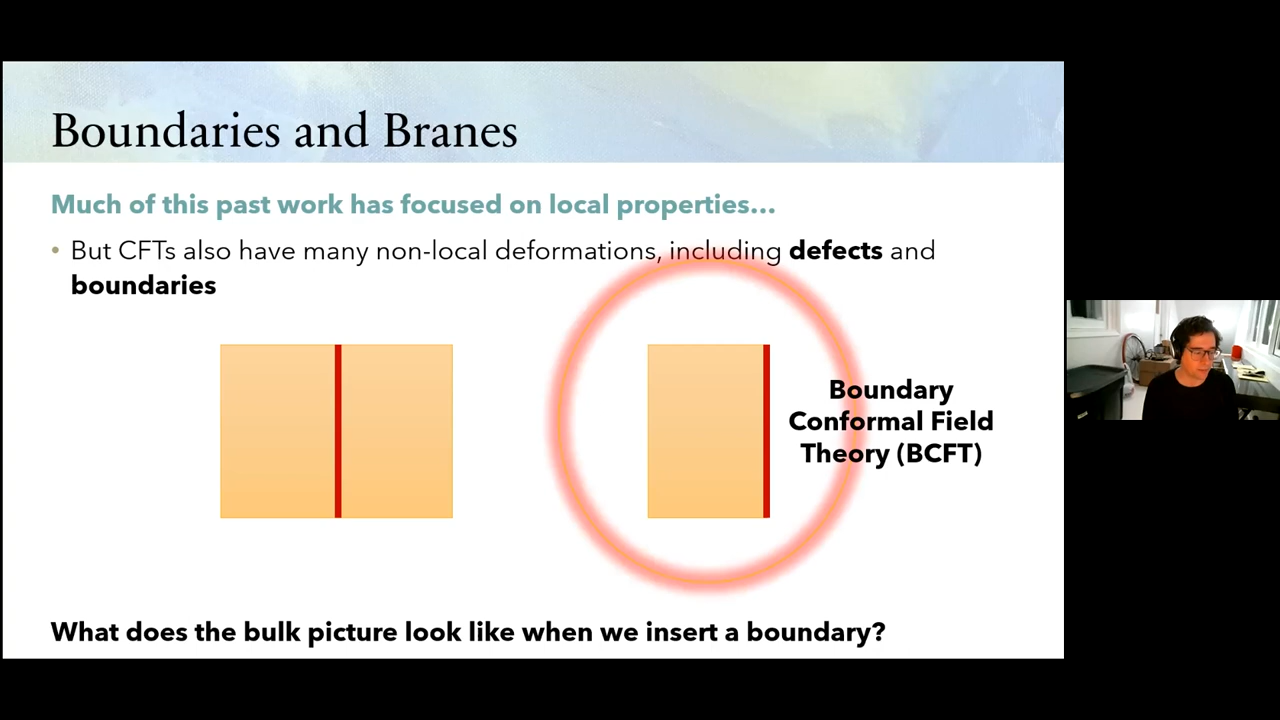 Boundaries and Branes
Much of this past work has focused on local properties...
• But CFTs also have many non-local deformations, including defects and
boundaries
Boundary
Conformal Field
Theory (BCFT)
What does the bulk picture look like when we insert a boundary?